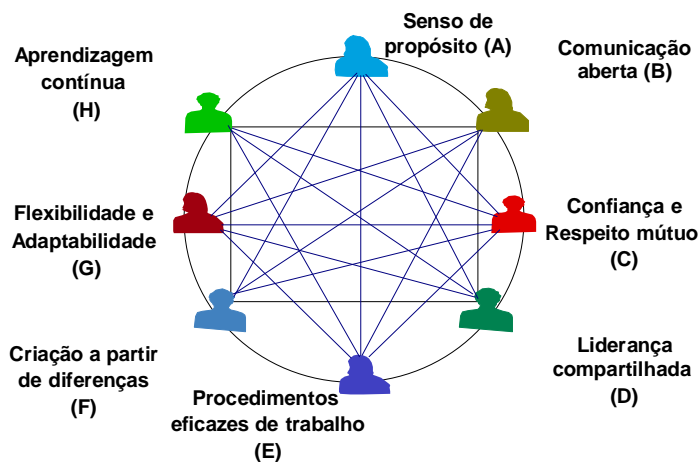 Senso de
propósito (A)
Comunicação
aberta (B)
Confiança e
Respeito mútuo
(C)
Liderança
compartilhada
(D)
Procedimentos
eficazes de trabalho
(E)
Criação a partir
de diferenças
(F)
Flexibilidade e
Adaptabilidade
(G)
Aprendizagem
contínua
(H)